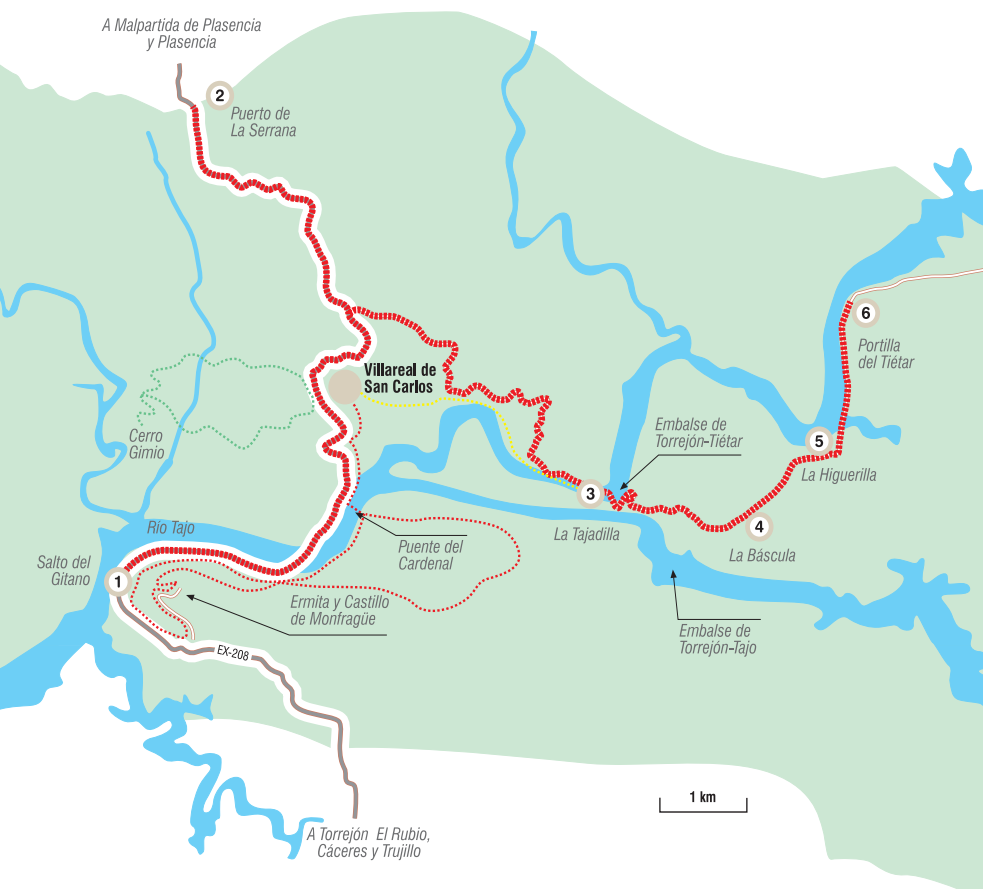 A Malpartida de Plasencia
y Plasencia
2
Puerto de
La Serrana
6
Portilla
del Tiétar
Villareal de
San Carlos
Cerro
Gimio
Embalse de
Torrejón-Tiétar
5
La Higuerilla
3
La Tajadilla
4
La Báscula
Río Tajo
Puente del
Cardenal
Salto del
Gitano
1
Ermita y Castillo
de Monfragüe
Embalse de
Torrejón-Tajo
EX-208
1 km
A Torrejón El Rubio,
Cáceres y Trujillo